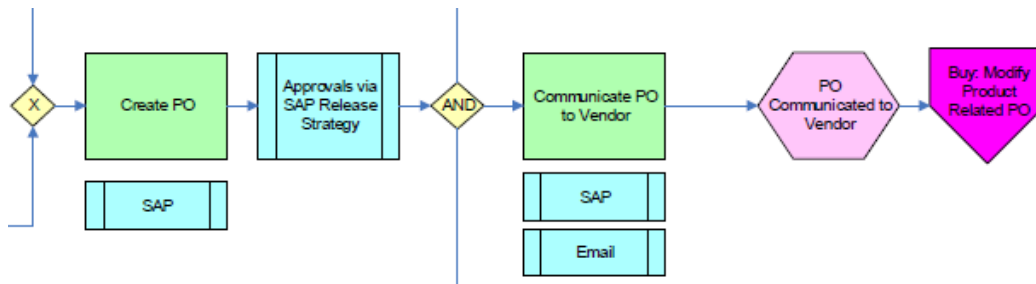 X
Create PO
Approvals via
SAP Release
Strategy
AND
Communicate PO
to Vendor
PO
Communicated to
Vendor
Buy: Modify
Product
Related PO
SAP
SAP
Email